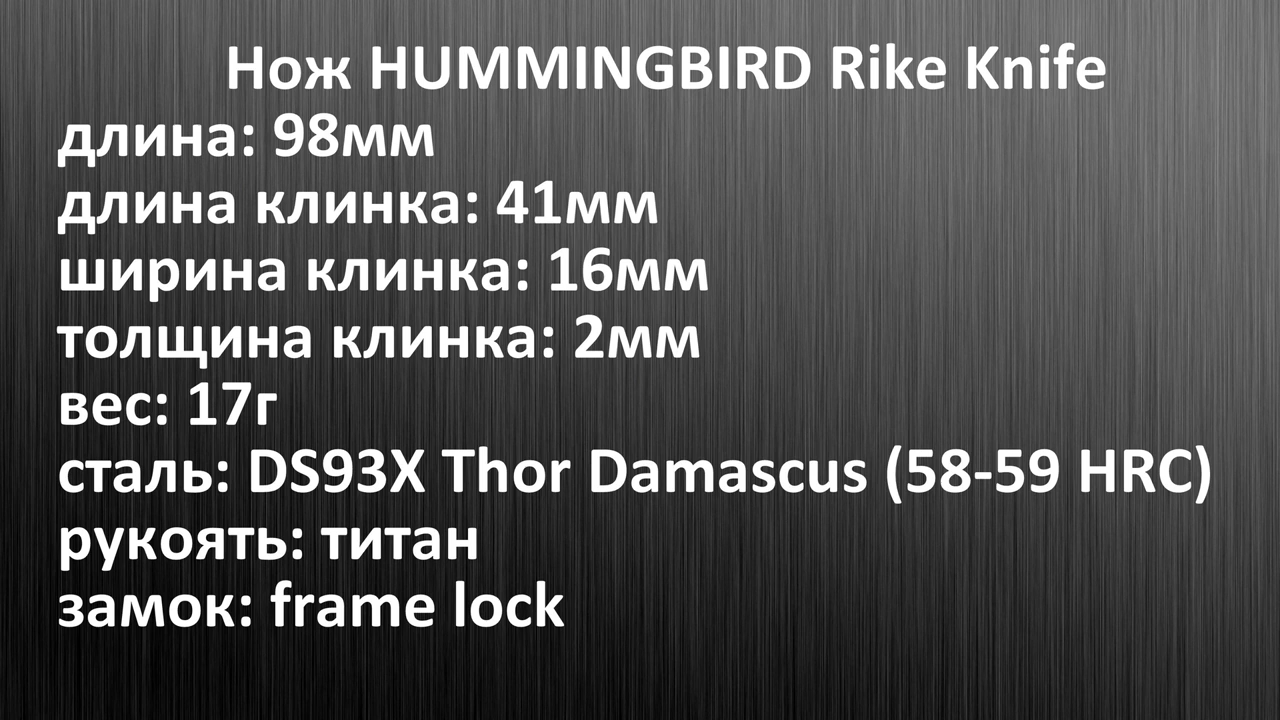 Нож HUMMINGBIRD Rike Knife
длина: 98мм
длина клинка: 41мм
ширина клинка: 16мм
толщина клинка: 2мм
вес: 17г
сталь: DS93X Thor Damascus (58-59 HRC)
рукоять: титан
замок: frame lock